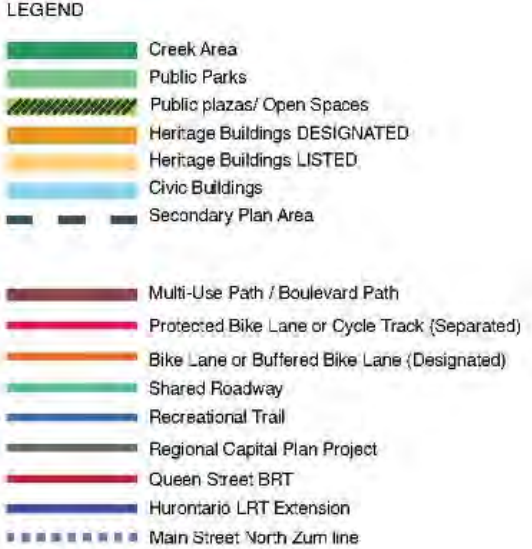 LEGEND
Creek Area
Public Parks
Public plazas/ Open Spaces
Heritage Buildings DESIGNATED
Heritage Buildings LISTED
Civic Buildings
Secondary Plan Area
Multi-Use Path / Boulevard Path
Protected Bike Lane or Cycle Track (Separated)
Bike Lane or Buffered Bike Lane (Designated)
Shared Roadway
Recreational Trail
Regional Capital Plan Project
Queen Street BRT
Hurontario LRT Extension
Main Street North Zum line